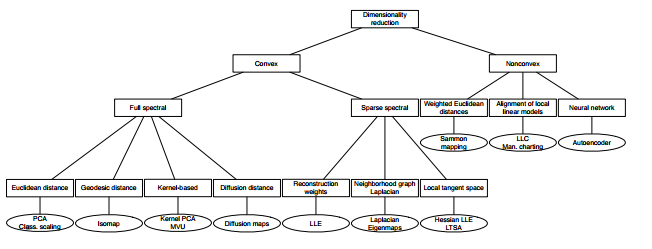 Dimensionality
reduction
Convex
Nonconvex
Full spectral
Sparse spectral
Weighted Euclidean
distances
Alignment of local
linear models
Neural network
Sammon
mapping
LLC
Man. charting
Autoencoder
Euclidean distance
Geodesic distance
Kernel-based
Diffusion distance
Reconstruction
weights
Neighborhood graph
Laplacian
Local tangent space
PCA
Class. scaling
Isomap
Kernel PCA
MVU
Diffusion maps
LLE
Laplacian
Eigenmaps
Hessian LLE
LTSA